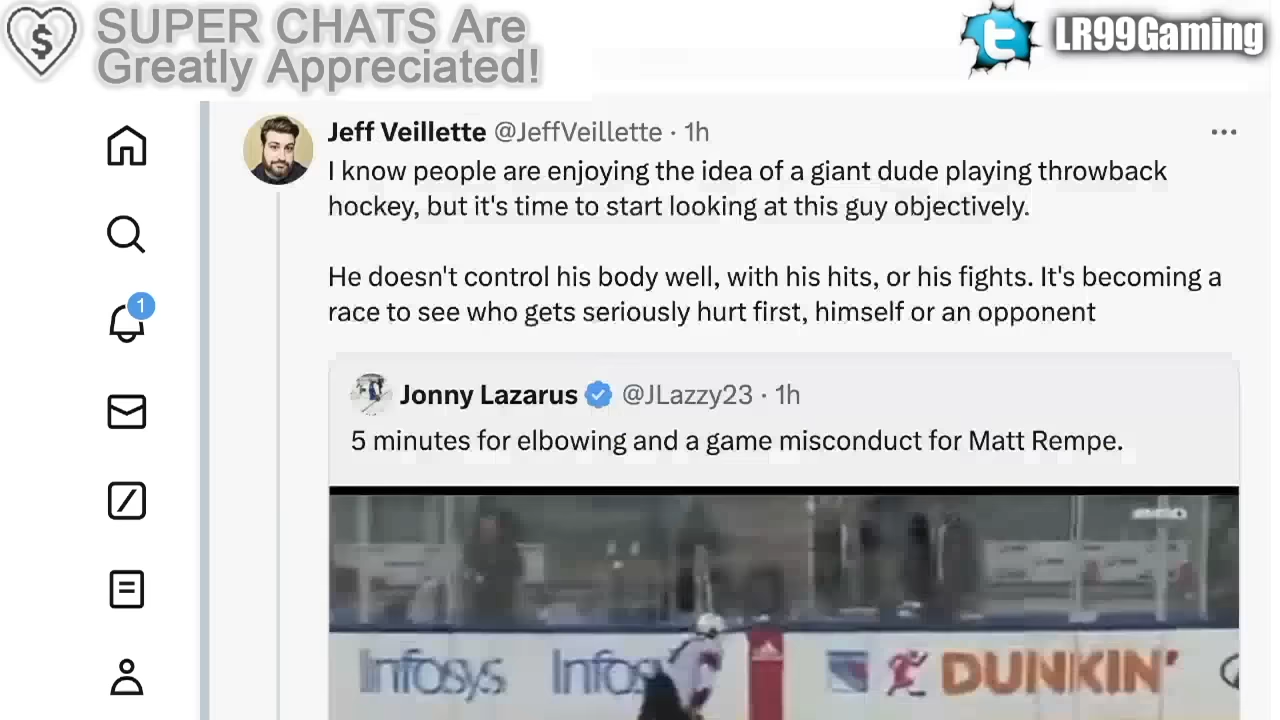 SUPER CHATS Are
Greatly Appreciated!
LR99Gaming
Jeff Veillette @JeffVeillette · 1h
I know people are enjoying the idea of a giant dude playing throwback
hockey, but it's time to start looking at this guy objectively.
He doesn't control his body well, with his hits, or his fights. It's becoming a
race to see who gets seriously hurt first, himself or an opponent
1
Jonny Lazarus @JLazzy23 · 1h
5 minutes for elbowing and a game misconduct for Matt Rempe.
Infosys Infos DUNKIN'